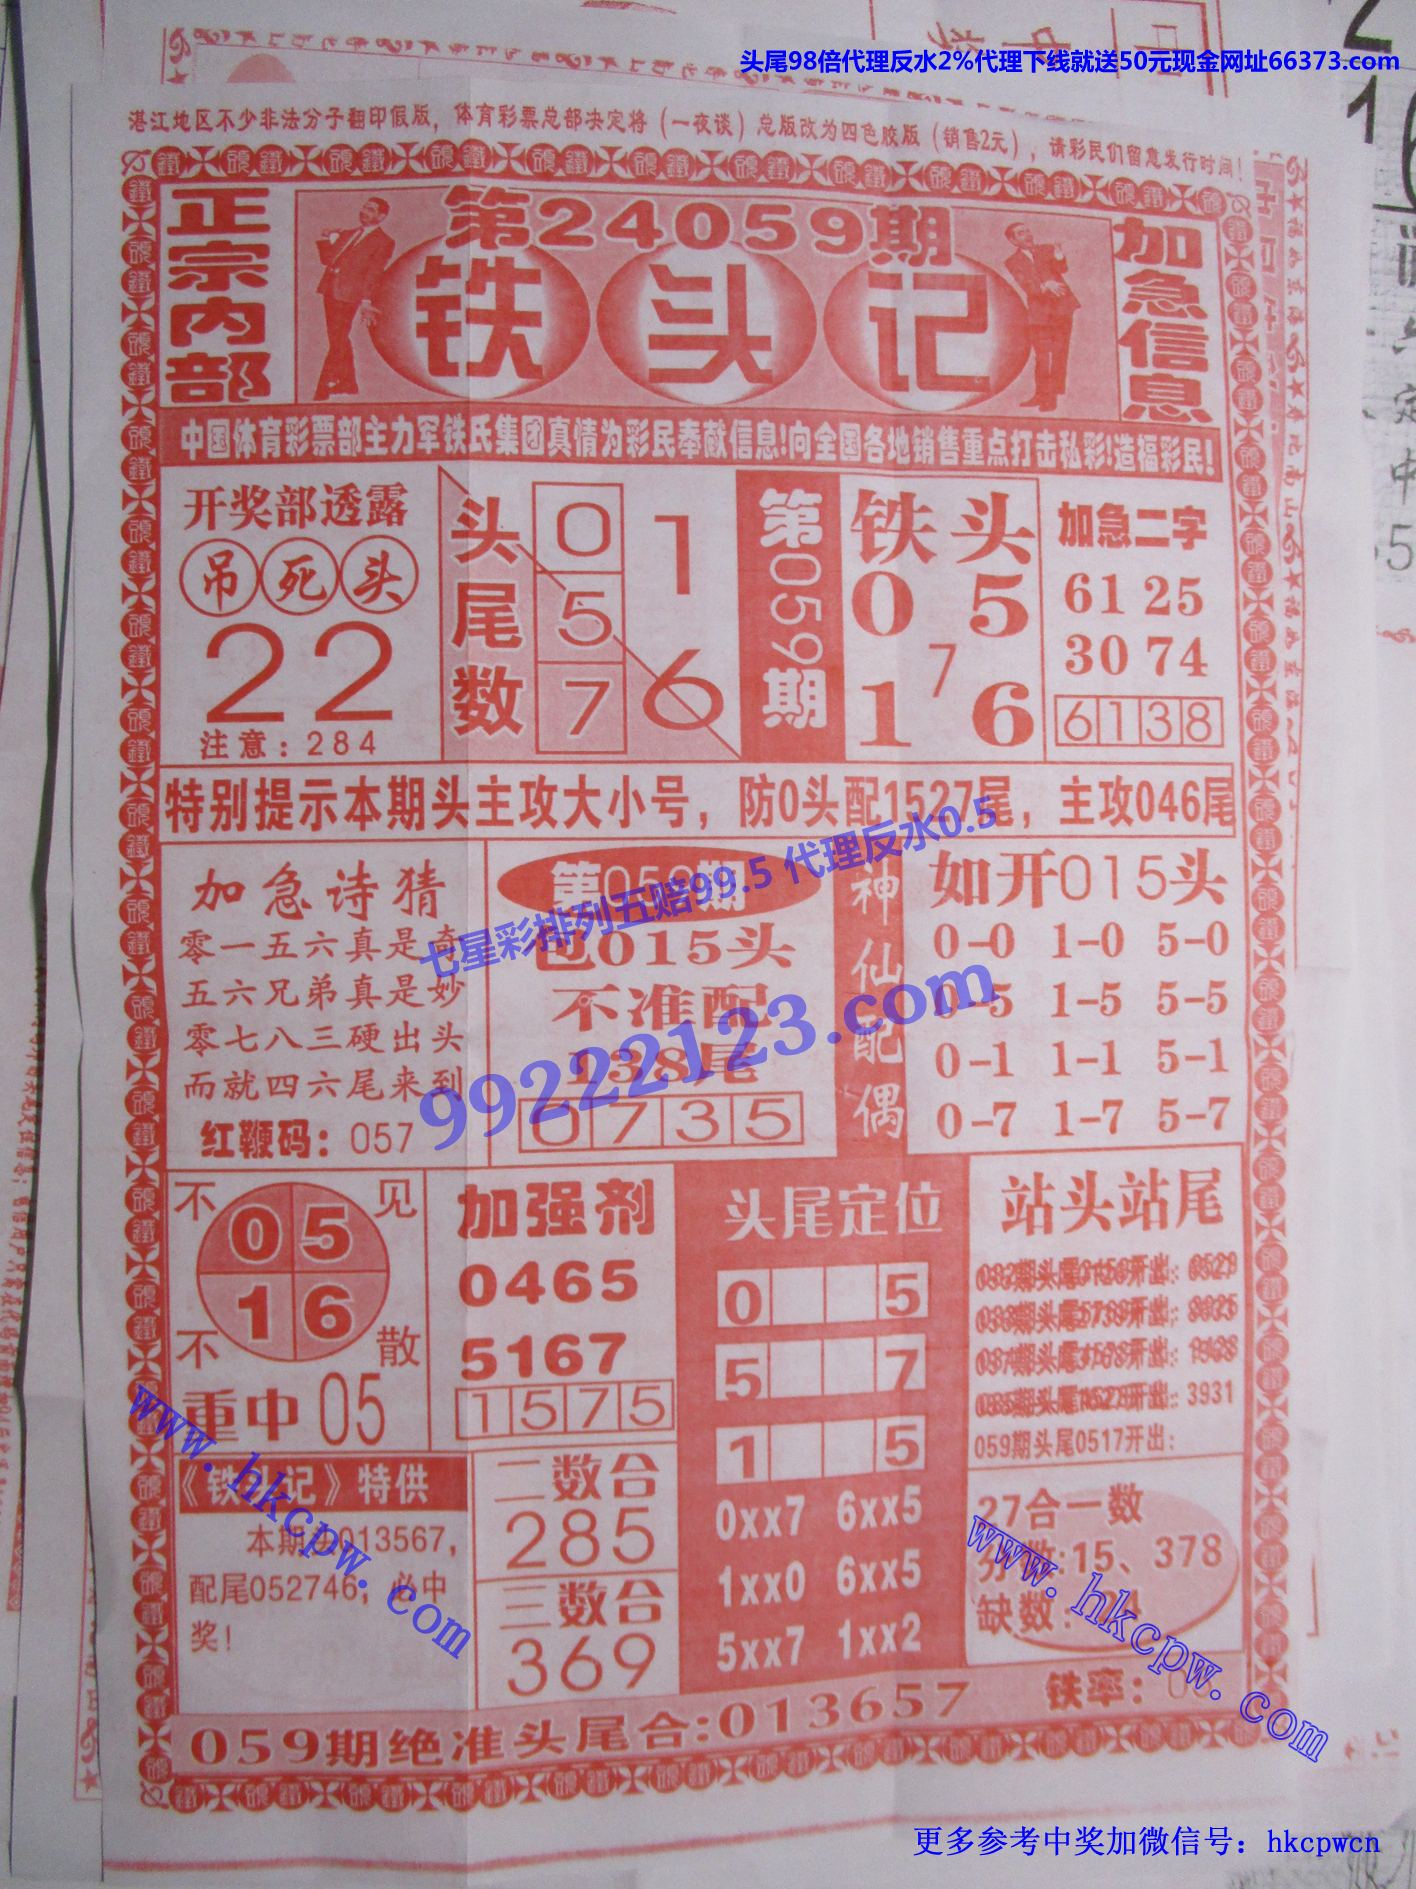 头尾98倍代理反水2%代理下线就送50元现金网址66373.com
湛江地区不少非法分子翻印假版，体育彩票总部决定将（一夜谈）总版改为四色胶版（销售2元），请彩民们留意发行时间！
正宗内部
第24059期
铁头记
加急信息
中国体育彩票部主力军铁氏集团真情为彩民奉献信息!向全国各地销售重点打击私彩!造福彩民!
开奖部透露
吊死头
22
注意：284
头尾数
0
5
7
1
6
第059期
铁头
0 5
7
1 6
加急二字
61 25
30 74
6138
特别提示本期头主攻大小号，防0头配1527尾，主攻046尾
加急诗猜
零一五六真是奇
五六兄弟真是妙
零七八三硬出头
而就四六尾来到
红鞭码：057
第059期
包015头
不准配
138尾
0735
神仙配偶
如开015头
0-0 1-0 5-0
0-5 1-5 5-5
0-1 1-1 5-1
0-7 1-7 5-7
七星彩排列五赔99.5 代理反水0.5
99222123.com
不见不散
05
16
重中05
加强剂
0465
5167
1575
头尾定位
0 5
5 7
1 5
0xx7 6xx5
1xx0 6xx5
5xx7 1xx2
站头站尾
3931
059期头尾0517开出：
《铁头记》特供
本期头013567，
配尾052746，必中
奖！
二数合
285
三数合
369
27合一数
15、378
缺数：
铁率：
059期绝准头尾合:013657
www.hkcpw.com
www.hkcpw.com
更多参考中奖加微信号：hkcpwcn